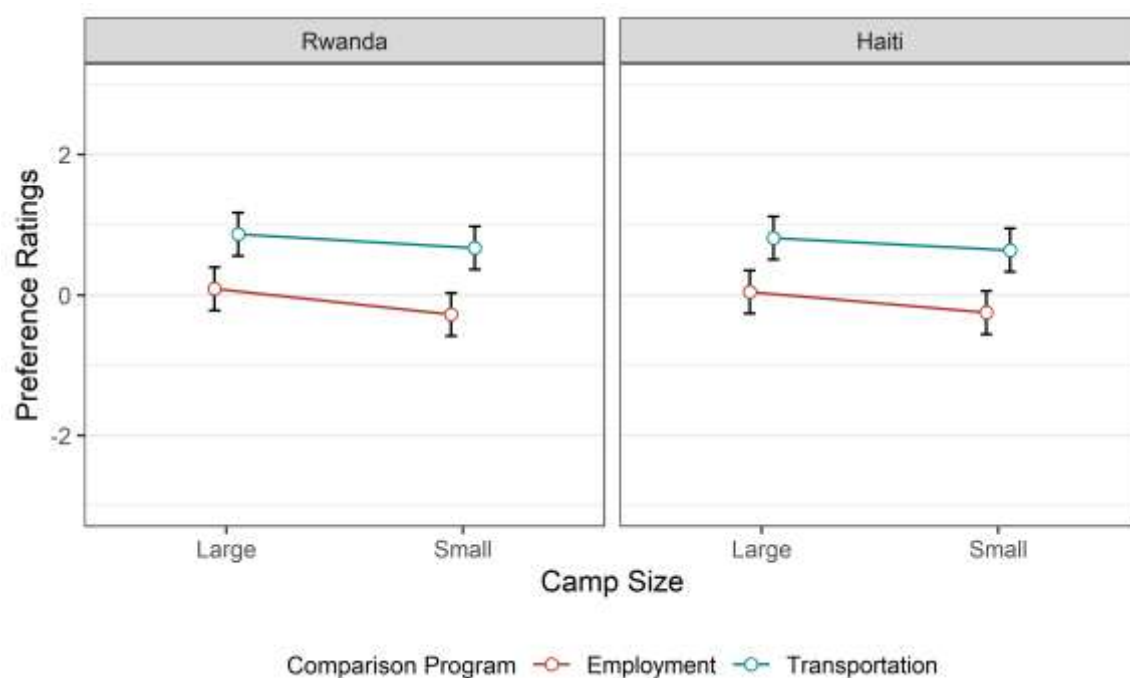 Rwanda
Haiti
Preference Ratings
2
0
-2
Large
Small
Large
Small
Camp Size
Comparison Program Employment Transportation